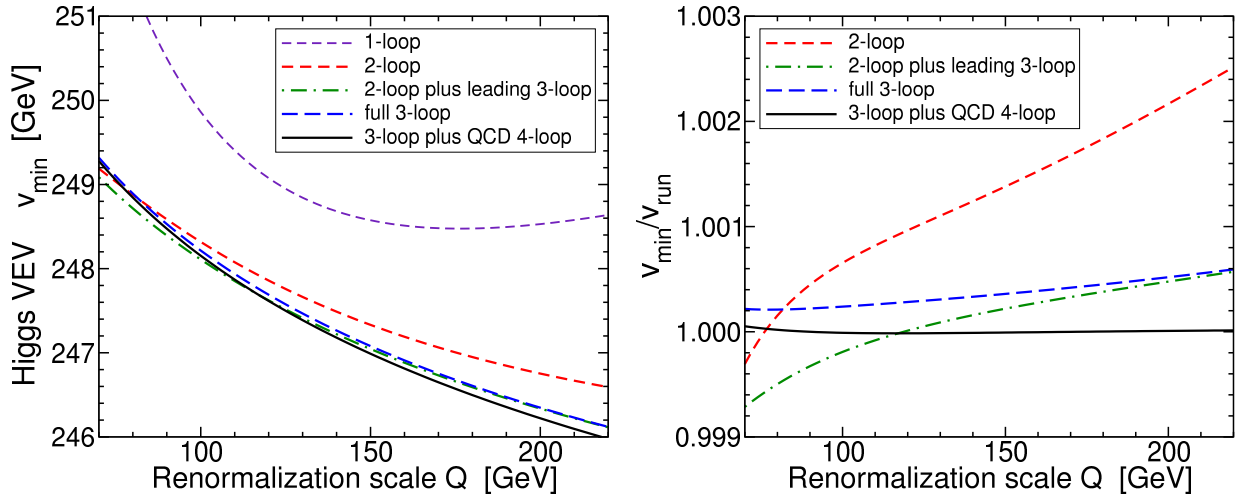 251
250
249
248
247
246
Higgs VEV v_min [GeV]
1-loop
2-loop
2-loop plus leading 3-loop
full 3-loop
3-loop plus QCD 4-loop
100 150 200
Renormalization scale Q [GeV]
1.003
1.002
1.001
1.000
0.999
v_min/v_run
2-loop
2-loop plus leading 3-loop
full 3-loop
3-loop plus QCD 4-loop
100 150 200
Renormalization scale Q [GeV]